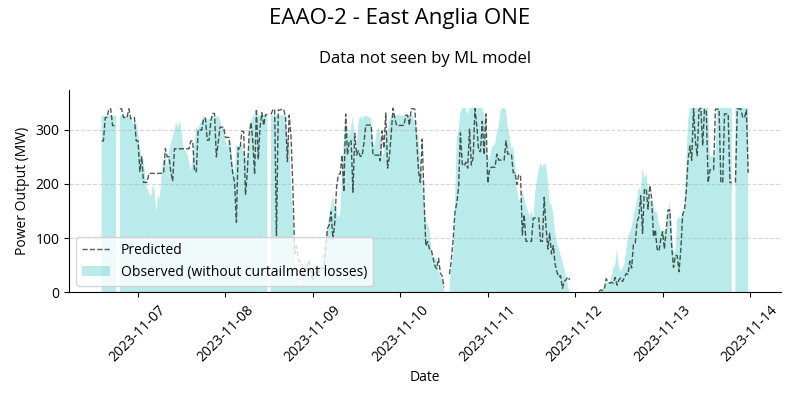 EAAO-2 - East Anglia ONE
Data not seen by ML model
Power Output (MW)
300
200
100
0
Predicted
Observed (without curtailment losses)
2023-11-07
2023-11-08
2023-11-09
2023-11-10
2023-11-11
2023-11-12
2023-11-13
2023-11-14
Date